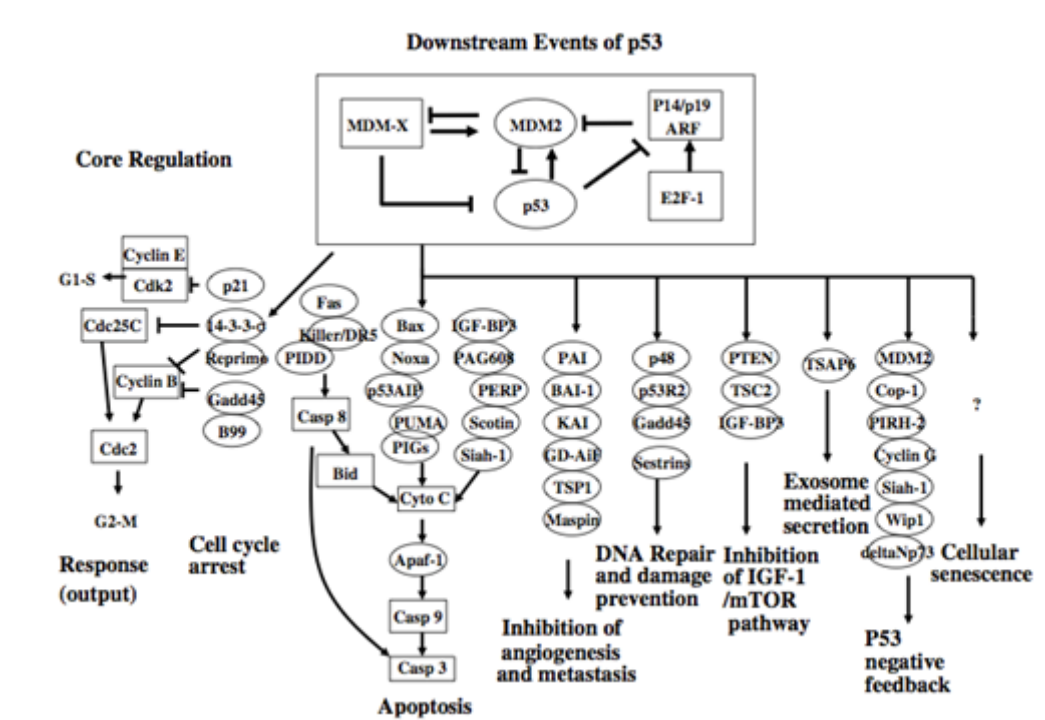 Downstream Events of p53
MDM-X
MDM2
P14/p19
ARF
Core Regulation
p53
E2F-1
Cyclin E
G1-S
Cdk2
p21
Cdc25C
14-3-3-σ
Reprimo
Cyclin B
Gadd45
B99
Cdc2
G2-M
Response
(output)
Cell cycle
arrest
Fas
Killer/DR5
PIDD
Casp 8
Bid
Bax
Noxa
p53AIP
PUMA
PIGs
IGF-BP3
PAG608
PERP
Scotin
Siah-1
Cyto C
Apaf-1
Casp 9
Casp 3
Apoptosis
PAI
BAI-1
KAI
GD-AiF
TSP1
Maspin
Inhibition of
angiogenesis
and metastasis
p48
p53R2
Gadd45
Sestrins
DNA Repair
and damage
prevention
PTEN
TSC2
IGF-BP3
Inhibition
of IGF-1
/mTOR
pathway
TSAP6
Exosome
mediated
secretion
MDM2
Cop-1
PIRH-2
Cyclin G
Siah-1
Wip1
deltaNp73
P53
negative
feedback
?
Cellular
senescence